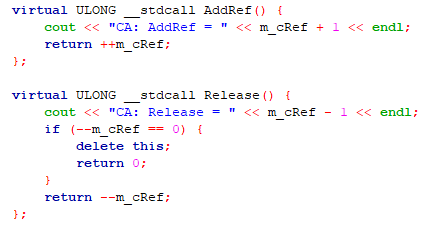 virtual ULONG __stdcall AddRef() {
cout << "CA: AddRef = " << m_cRef + 1 << endl;
return ++m_cRef;
};
virtual ULONG __stdcall Release() {
cout << "CA: Release = " << m_cRef - 1 << endl;
if (--m_cRef == 0) {
delete this;
return 0;
}
return --m_cRef;
};